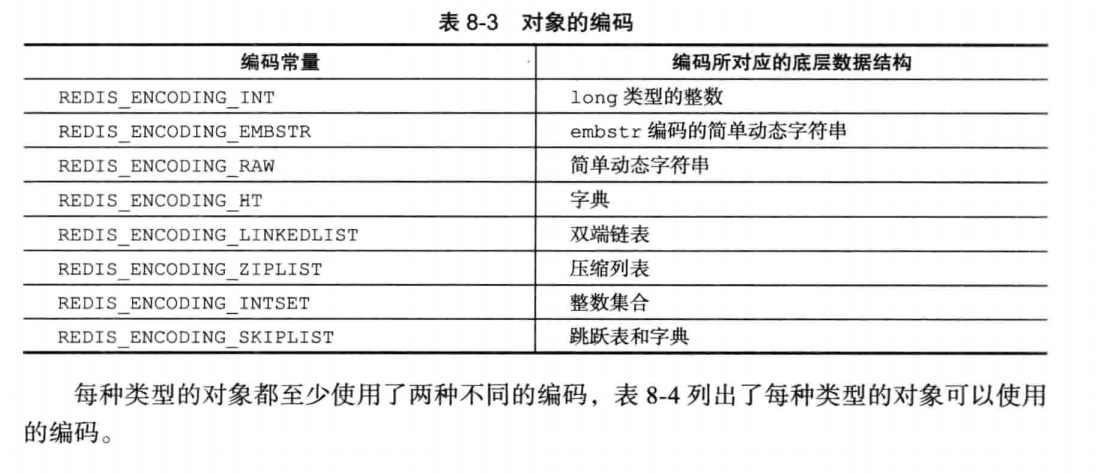 表 8-3 对象的编码
编码常量 编码所对应的底层数据结构
REDIS_ENCODING_INT long 类型的整数
REDIS_ENCODING_EMBSTR embstr 编码的简单动态字符串
REDIS_ENCODING_RAW 简单动态字符串
REDIS_ENCODING_HT 字典
REDIS_ENCODING_LINKEDLIST 双端链表
REDIS_ENCODING_ZIPLIST 压缩列表
REDIS_ENCODING_INTSET 整数集合
REDIS_ENCODING_SKIPLIST 跳跃表和字典
每种类型的对象都至少使用了两种不同的编码，表 8-4 列出了每种类型的对象可以使用
的编码。